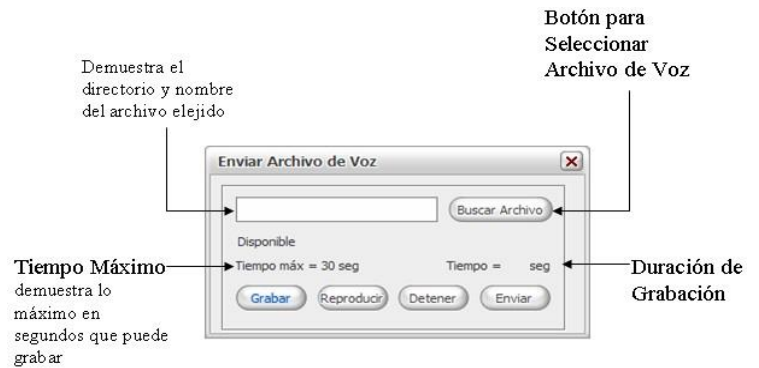 Botón para
Seleccionar
Archivo de Voz
Demuestra el
directorio y nombre
del archivo elejido
Enviar Archivo de Voz
Buscar Archivo
Disponible
Tiempo máx = 30 seg
Tiempo = seg
Grabar
Reproducir
Detener
Enviar
Tiempo Máximo
demuestra lo
máximo en
segundos que puede
grabar
Duración de
Grabación